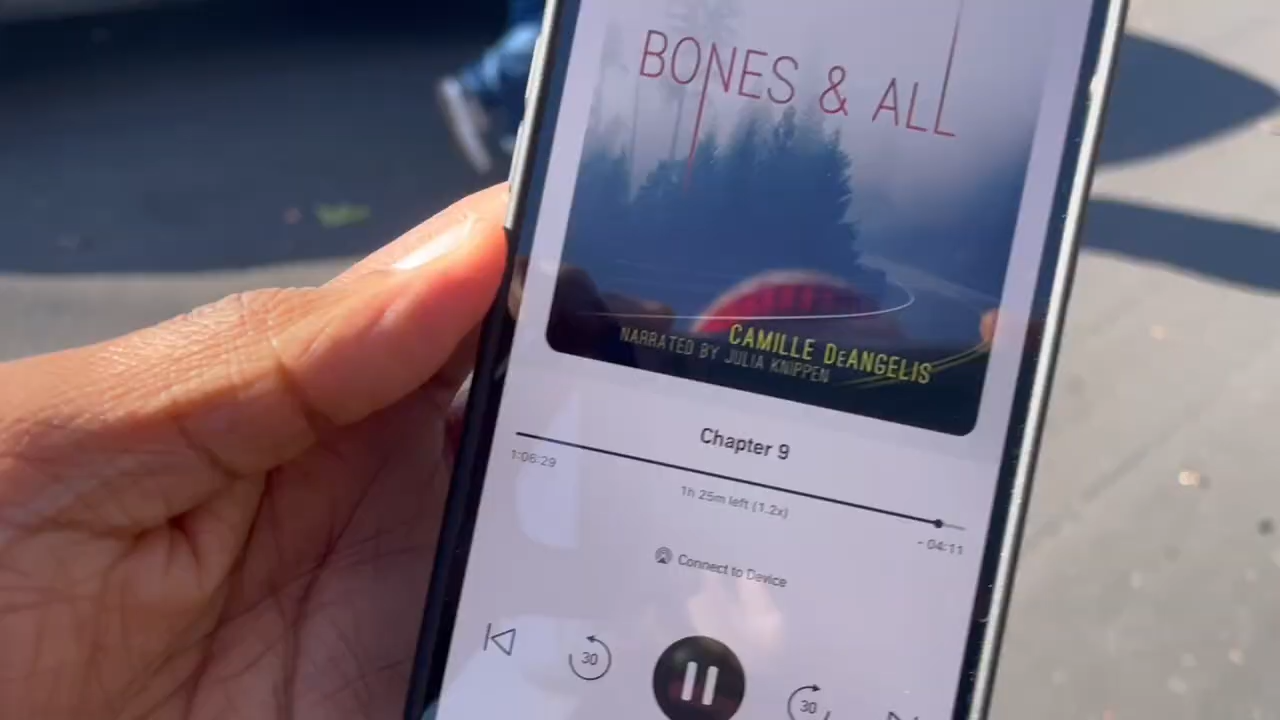 BONES & ALL
CAMILLE DEANGELIS
NARRATED BY JULIA KNIPPEN
Chapter 9
1:06:29
- 04:11
1h 25m left (1.2x)
Connect to Device
30
30